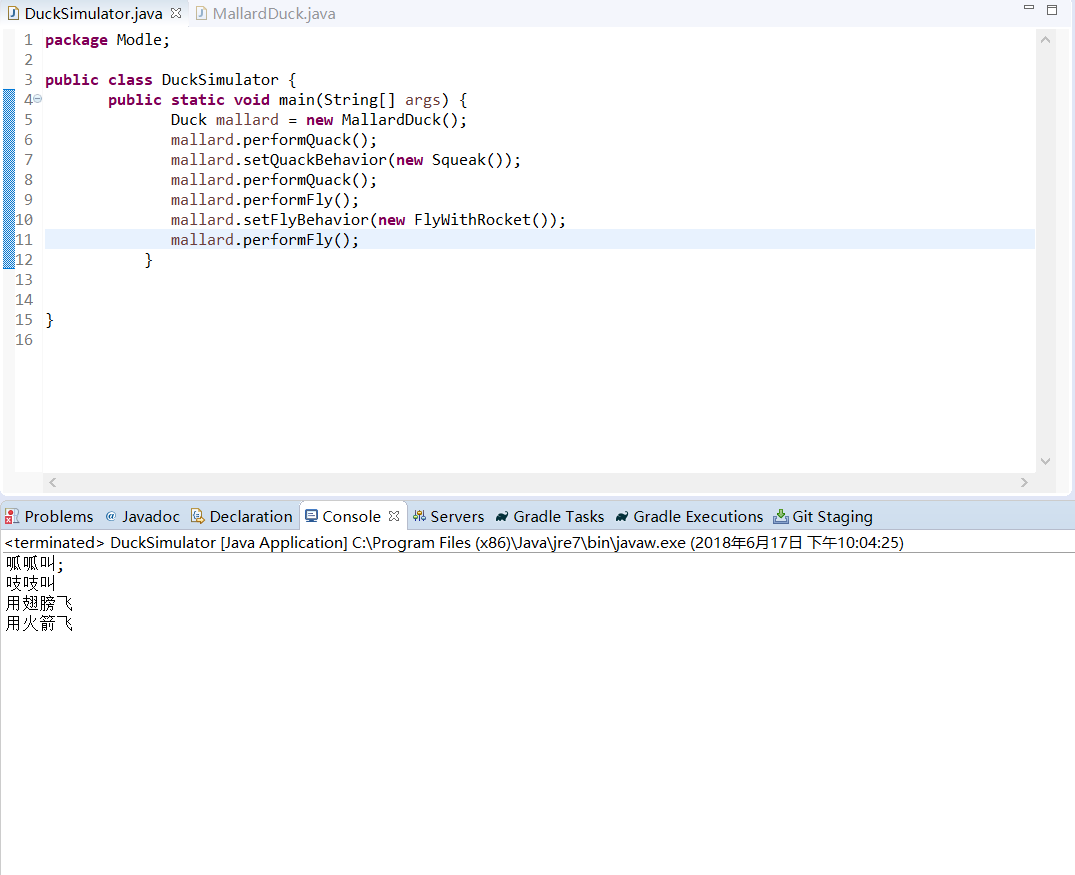 DuckSimulator.java MallardDuck.java
1 package Modle;
2
3 public class DuckSimulator {
4 public static void main(String[] args) {
5 Duck mallard = new MallardDuck();
6 mallard.performQuack();
7 mallard.setQuackBehavior(new Squeak());
8 mallard.performQuack();
9 mallard.performFly();
10 mallard.setFlyBehavior(new FlyWithRocket());
11 mallard.performFly();
12 }
13
14
15 }
16
Problems @ Javadoc Declaration Console Servers Gradle Tasks Gradle Executions Git Staging
<terminated> DuckSimulator [Java Application] C:\Program Files (x86)\Java\jre7\bin\javaw.exe (2018年6月17日 下午10:04:25)
呱呱叫;
吱吱叫
用翅膀飞
用火箭飞